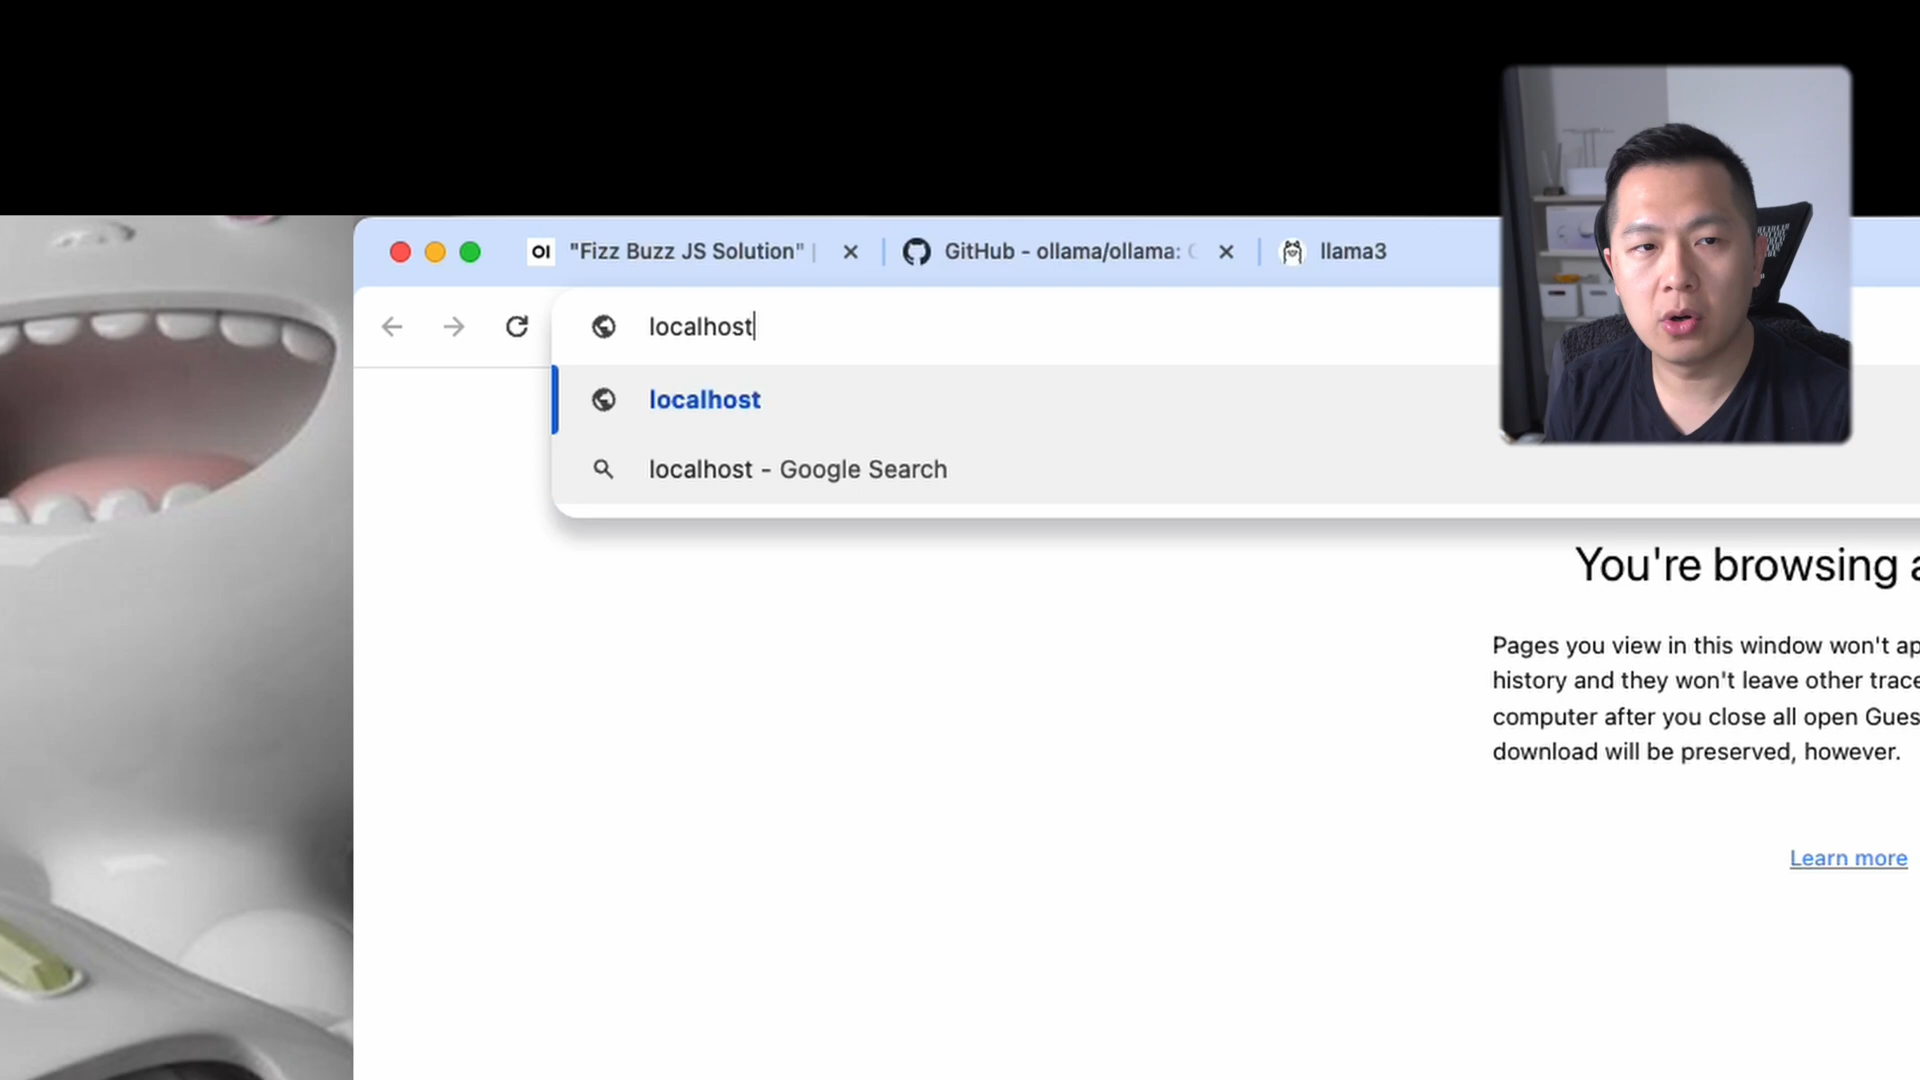 OI "Fizz Buzz JS Solution" |
GitHub - ollama/ollama:
llama3
localhost
localhost
localhost - Google Search
You're browsing a
Pages you view in this window won't ap
history and they won't leave other trace
computer after you close all open Gues
download will be preserved, however.
Learn more